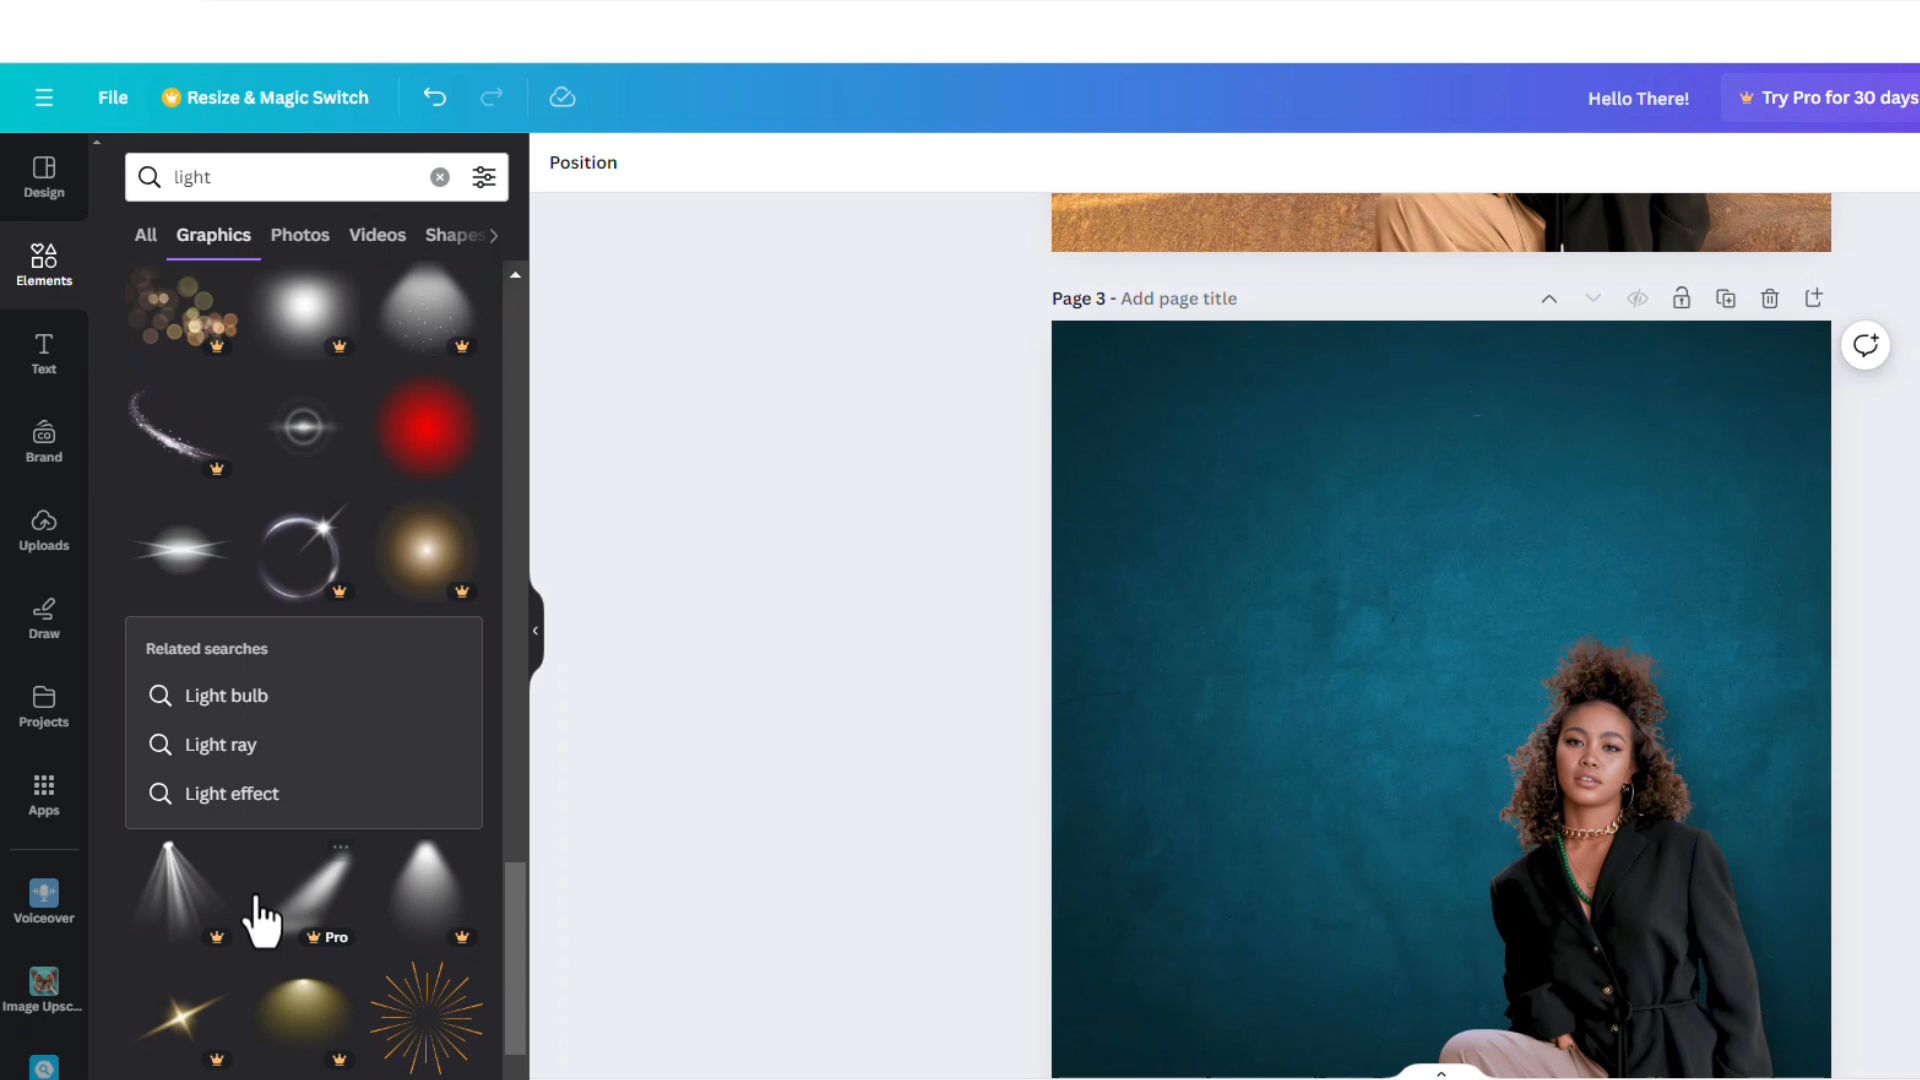 File
Resize & Magic Switch
Hello There!
Try Pro for 30 days
Design
Elements
Text
Brand
Uploads
Draw
Projects
Apps
Voiceover
Image Upsc...
light
All
Graphics
Photos
Videos
Shapes
Related searches
Light bulb
Light ray
Light effect
Pro
Position
Page 3 - Add page title